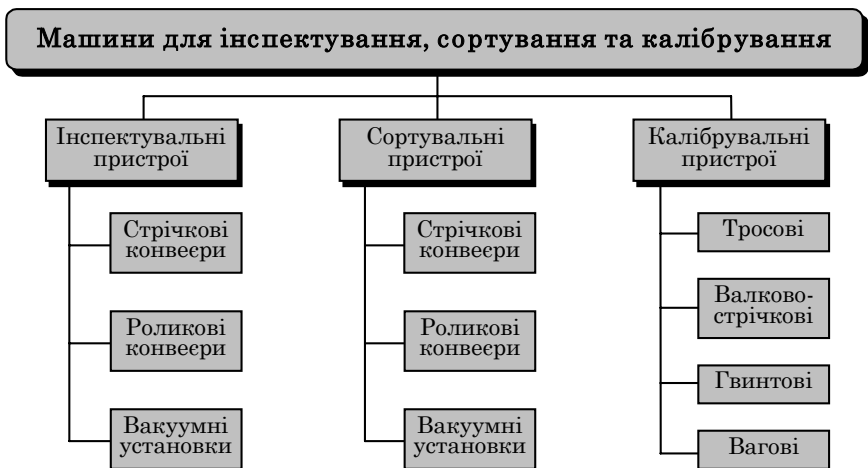 Машини для інспектування, сортування та калібрування
Інспектувальні
пристрої
Стрічкові
конвеєри
Роликові
конвеєри
Вакуумні
установки
Сортувальні
пристрої
Стрічкові
конвеєри
Роликові
конвеєри
Вакуумні
установки
Калібрувальні
пристрої
Тросові
Валково-
стрічкові
Гвинтові
Вагові